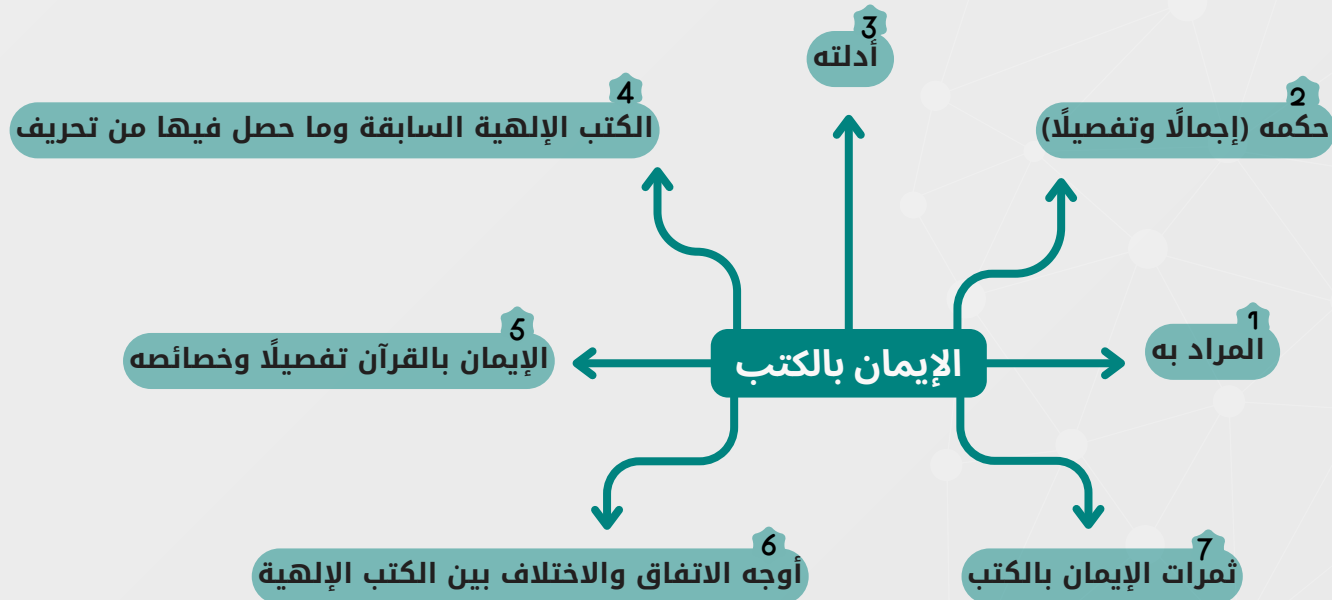 3
أدلته
4
الكتب الإلهية السابقة وما حصل فيها من تحريف
2
حكمه (إجمالًا وتفصيلًا)
1
المراد به
الإيمان بالكتب
5
الإيمان بالقرآن تفصيلًا وخصائصه
6
أوجه الاتفاق والاختلاف بين الكتب الإلهية
7
ثمرات الإيمان بالكتب